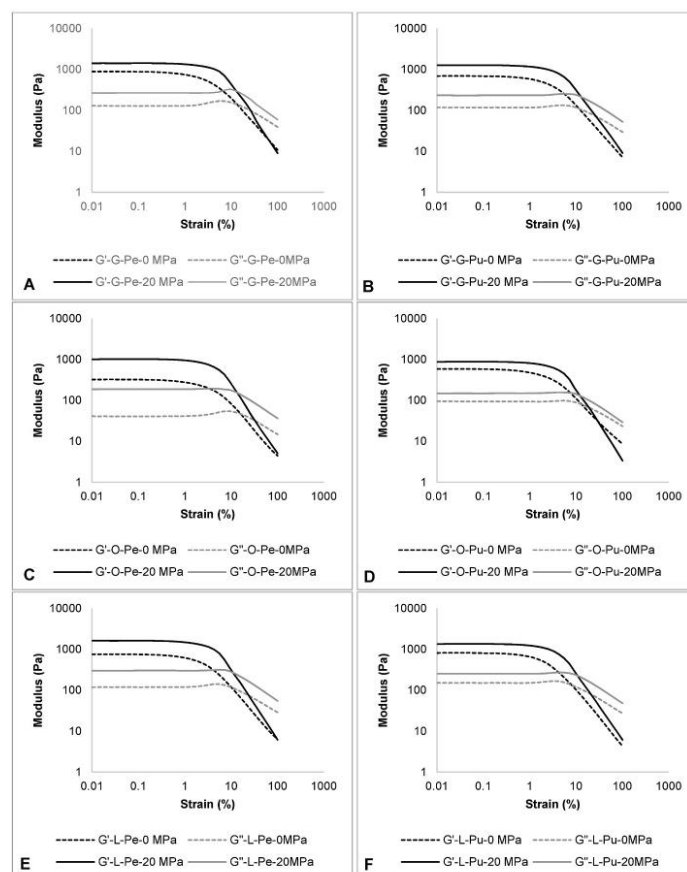 10000
1000
100
10
1
Modulus (Pa)
0.01 0.1 1 10 100 1000
Strain (%)
G'-G-Pe-0 MPa G''-G-Pe-0MPa
G'-G-Pe-20 MPa G''-G-Pe-20MPa
A
10000
1000
100
10
1
Modulus (Pa)
0.01 0.1 1 10 100 1000
Strain (%)
G'-G-Pu-0 MPa G''-G-Pu-0MPa
G'-G-Pu-20 MPa G''-G-Pu-20MPa
B
10000
1000
100
10
1
Modulus (Pa)
0.01 0.1 1 10 100 1000
Strain (%)
G'-O-Pe-0 MPa G''-O-Pe-0MPa
G'-O-Pe-20 MPa G''-O-Pe-20MPa
C
10000
1000
100
10
1
Modulus (Pa)
0.01 0.1 1 10 100 1000
Strain (%)
G'-O-Pu-0 MPa G''-O-Pu-0MPa
G'-O-Pu-20 MPa G''-O-Pu-20MPa
D
10000
1000
100
10
1
Modulus (Pa)
0.01 0.1 1 10 100 1000
Strain (%)
G'-L-Pe-0 MPa G''-L-Pe-0MPa
G'-L-Pe-20 MPa G''-L-Pe-20MPa
E
10000
1000
100
10
1
Modulus (Pa)
0.01 0.1 1 10 100 1000
Strain (%)
G'-L-Pu-0 MPa G''-L-Pu-0MPa
G'-L-Pu-20 MPa G''-L-Pu-20MPa
F